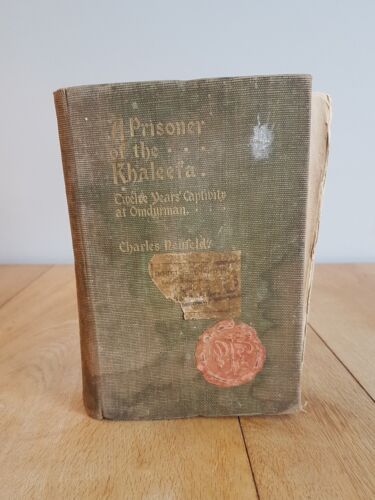 A Prisoner
of the . . .
Khaleefa.
Twelve Years' Captivity
at Omdurman. .
Charles Neufeld.